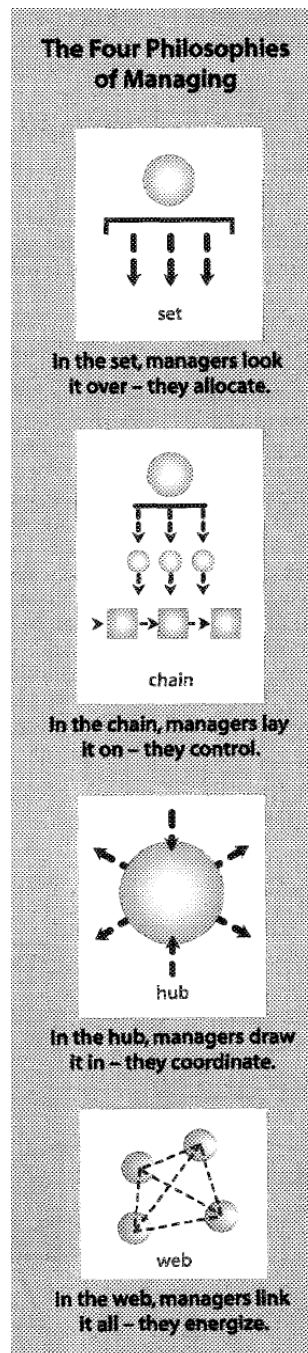 The Four Philosophies
of Managing
set
In the set, managers look
it over – they allocate.
chain
In the chain, managers lay
it on – they control.
hub
In the hub, managers draw
it in – they coordinate.
web
In the web, managers link
it all – they energize.